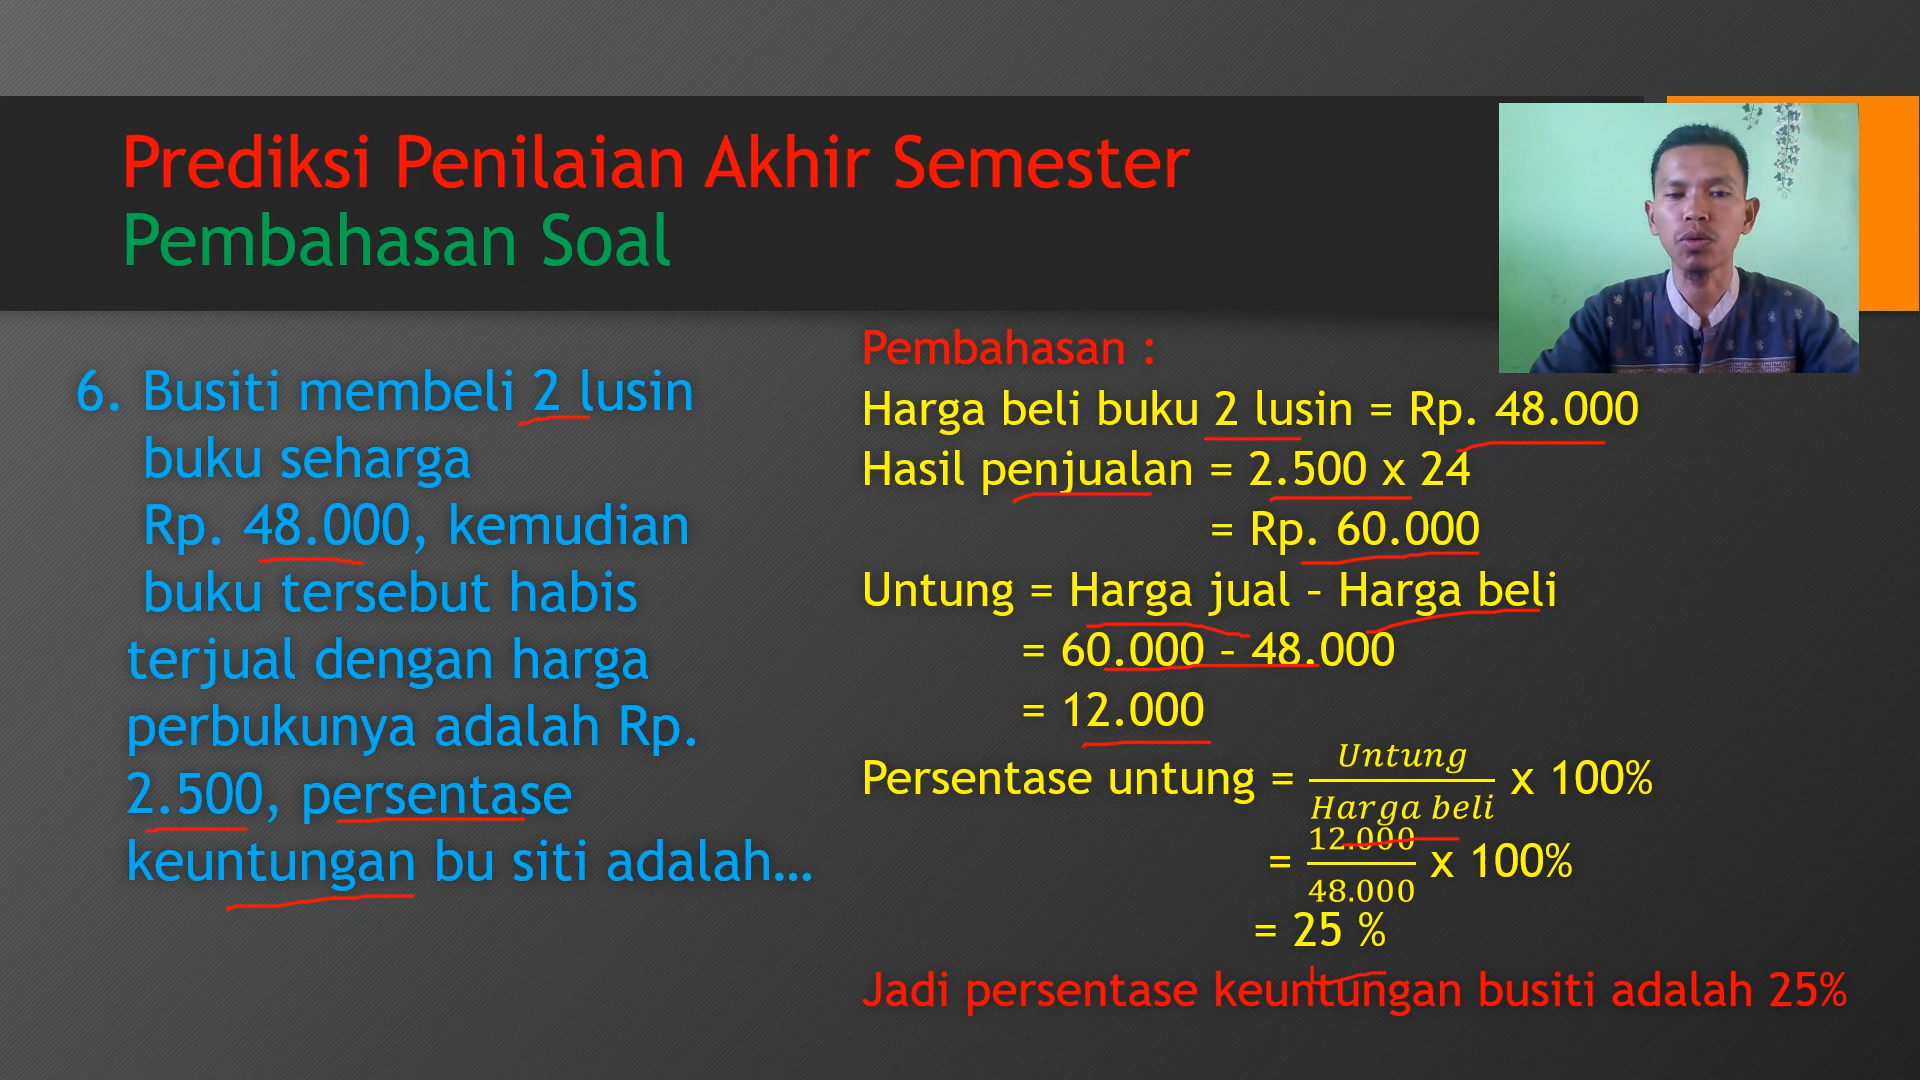 Prediksi Penilaian Akhir Semester
Pembahasan Soal
6. Busiti membeli 2 lusin
buku seharga
Rp. 48.000, kemudian
buku tersebut habis
terjual dengan harga
perbukunya adalah Rp.
2.500, persentase
keuntungan bu siti adalah...
Pembahasan :
Harga beli buku 2 lusin = Rp. 48.000
Hasil penjualan = 2.500 x 24
= Rp. 60.000
Untung = Harga jual – Harga beli
= 60.000 – 48.000
= 12.000
Persentase untung = Untung / Harga beli x 100%
= 12.000 / 48.000 x 100%
= 25 %
Jadi persentase keuntungan busiti adalah 25%